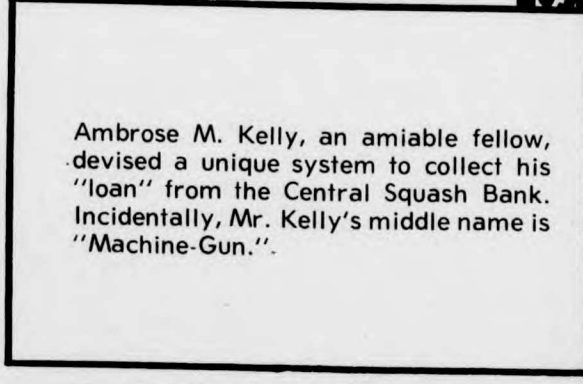 Ambrose M. Kelly, an amiable fellow,
devised a unique system to collect his
"loan" from the Central Squash Bank.
Incidentally, Mr. Kelly's middle name is
"Machine-Gun."